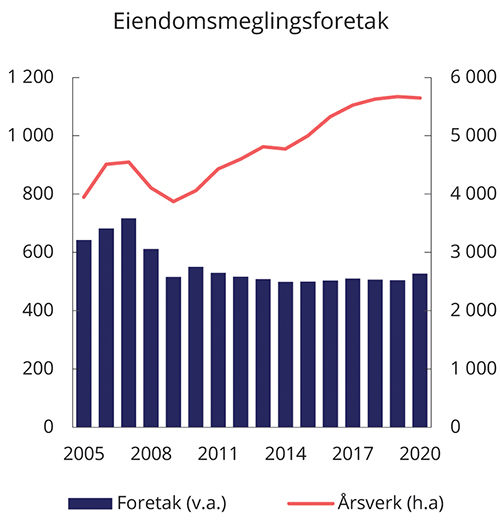 Eiendomsmeglingsforetak
1 200 6 000
1 000 5 000
800 4 000
600 3 000
400 2 000
200 1 000
0 0
2005 2008 2011 2014 2017 2020
Foretak (v.a.) Årsverk (h.a)